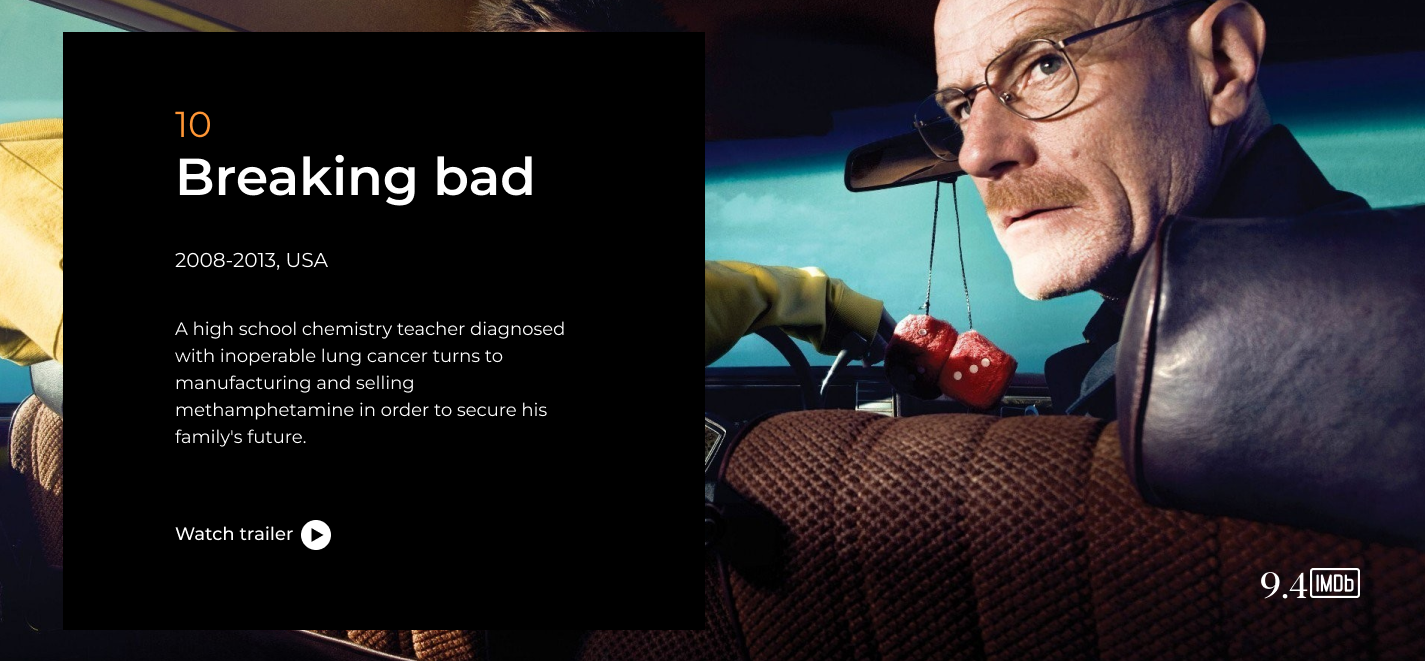 10
Breaking bad
2008-2013, USA
A high school chemistry teacher diagnosed
with inoperable lung cancer turns to
manufacturing and selling
methamphetamine in order to secure his
family's future.
Watch trailer
9.4 IMDb